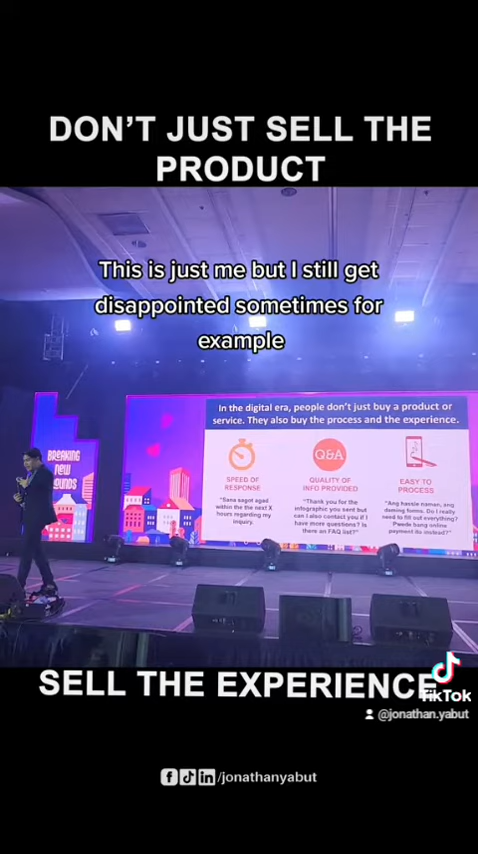 DON'T JUST SELL THE
PRODUCT
This is just me but I still get
disappointed sometimes for
example
In the digital era, people don't just buy a product or
service. They also buy the process and the experience.
BREAKING
NEW
GROUNDS
Q&A
SPEED OF
RESPONSE
"Sana sagot agad
within the next X
hours regarding my
inquiry.
QUALITY OF
INFO PROVIDED
"Thank you for the
infographic you sent but
can I also contact you if I
have more questions? Is
there an FAQ list?"
EASY TO
PROCESS
"Ang hassle naman, ang
daming forms. Do I really
need to fill out everything?
Pwede bang online
payment na instead?"
SELL THE EXPERIENCE
TikTok
@jonathan.yabut
/jonathanyabut